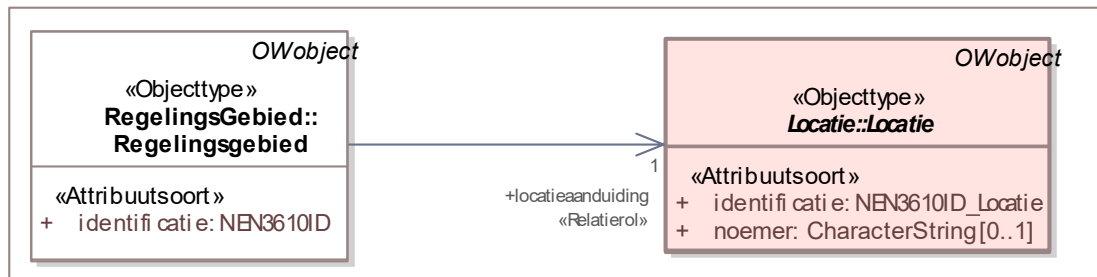 OWobject
«Objecttype»
RegelingsGebied::
Regelingsgebied
«Attribuutsoort»
+ identificatie: NEN3610ID
1
+locatieaanduiding
«Relatierol»
OWobject
«Objecttype»
Locatie::Locatie
«Attribuutsoort»
+ identificatie: NEN3610ID_Locatie
+ noemer: CharacterString [0..1]